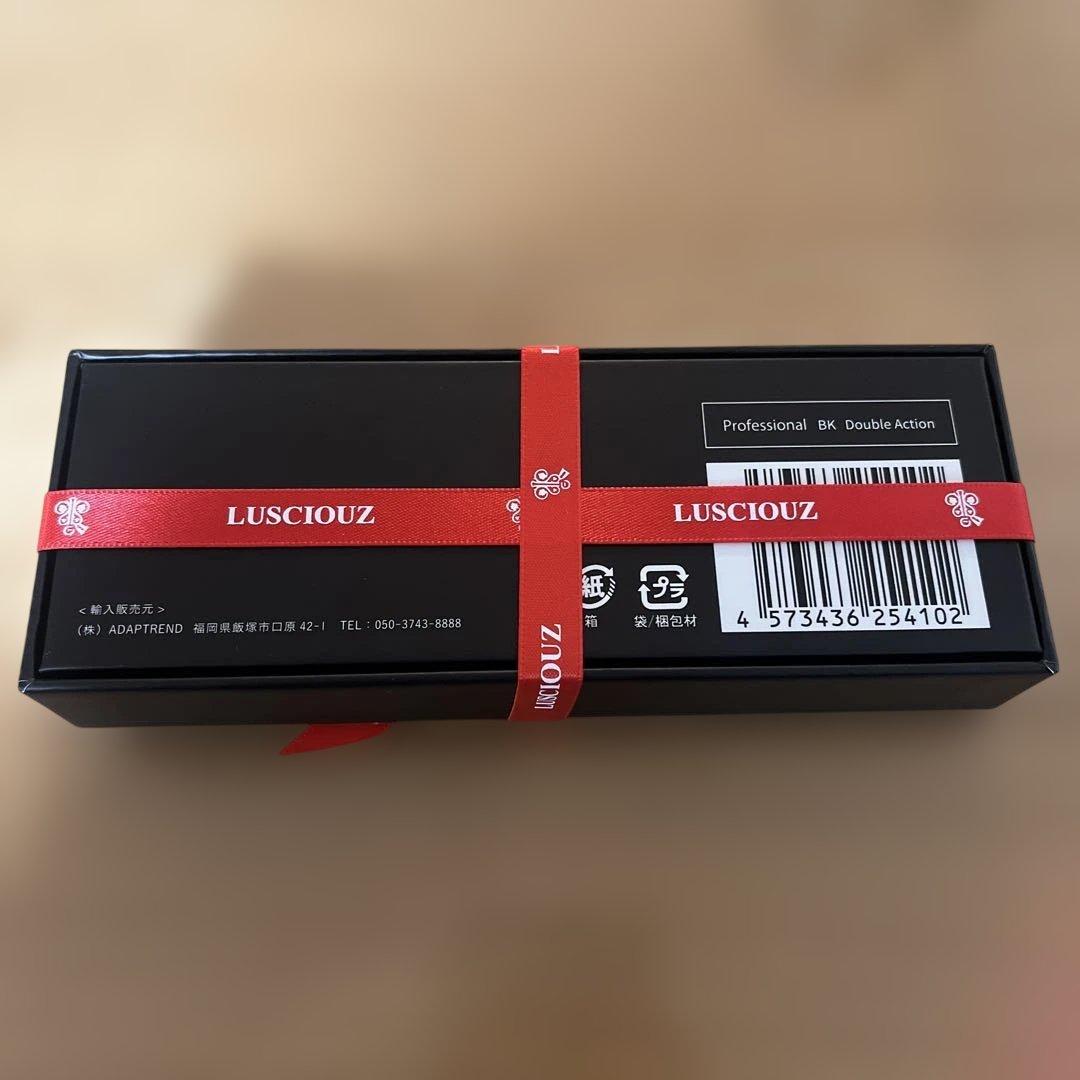 Professional BK Double Action
LUSCIOUZ
LUSCIOUZ
LUSCIOUZ
紙
箱
プラ
袋/梱包材
4 573436 254102
<輸入販売元>
(株) ADAPTREND 福岡県飯塚市口原 42-1 TEL：050-3743-8888